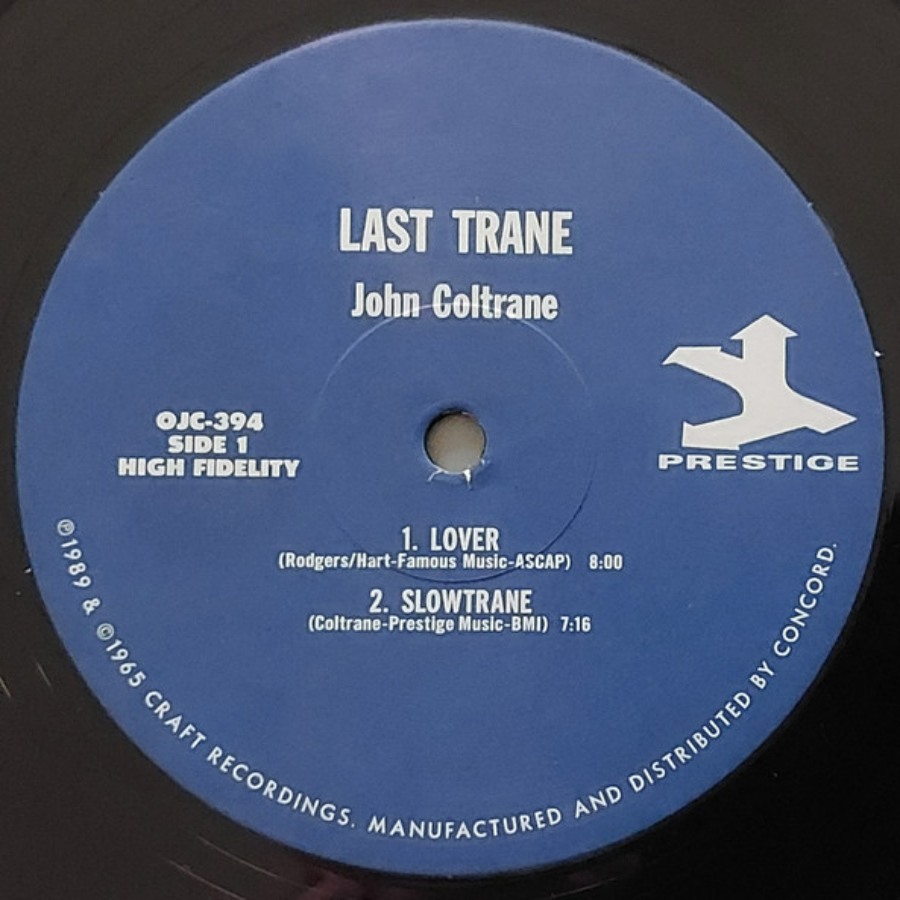 LAST TRANE
John Coltrane
OJC-394
SIDE 1
HIGH FIDELITY
PRESTIGE
1. LOVER
(Rodgers/Hart-Famous Music-ASCAP) 8:00
2. SLOWTRANE
(Coltrane-Prestige Music-BMI) 7:16
℗1989 & ©1965 CRAFT RECORDINGS. MANUFACTURED AND DISTRIBUTED BY CONCORD.